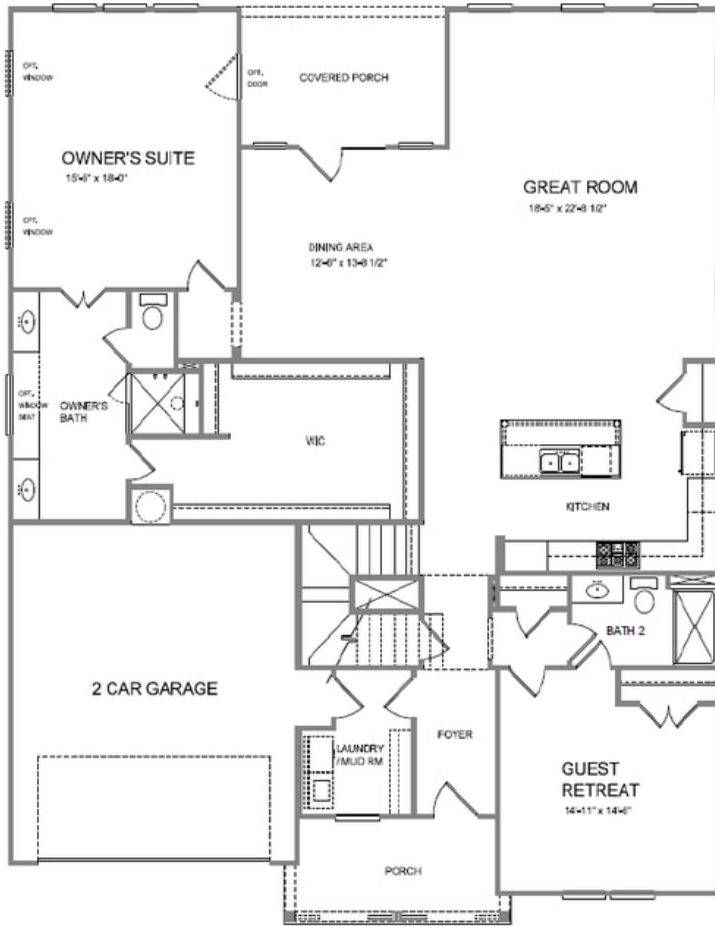 OPT.
WINDOW
OPT.
DOOR
COVERED PORCH
OWNER'S SUITE
15'-5" x 18'-0"
GREAT ROOM
18'-5" x 22'-8 1/2"
OPT.
WINDOW
DINING AREA
12'-6" x 13'-8 1/2"
OPT.
WINDOW
SEAT
OWNER'S
BATH
WIC
KITCHEN
BATH 2
2 CAR GARAGE
FOYER
LAUNDRY
/MUD RM
GUEST
RETREAT
14'-11" x 14'-6"
PORCH